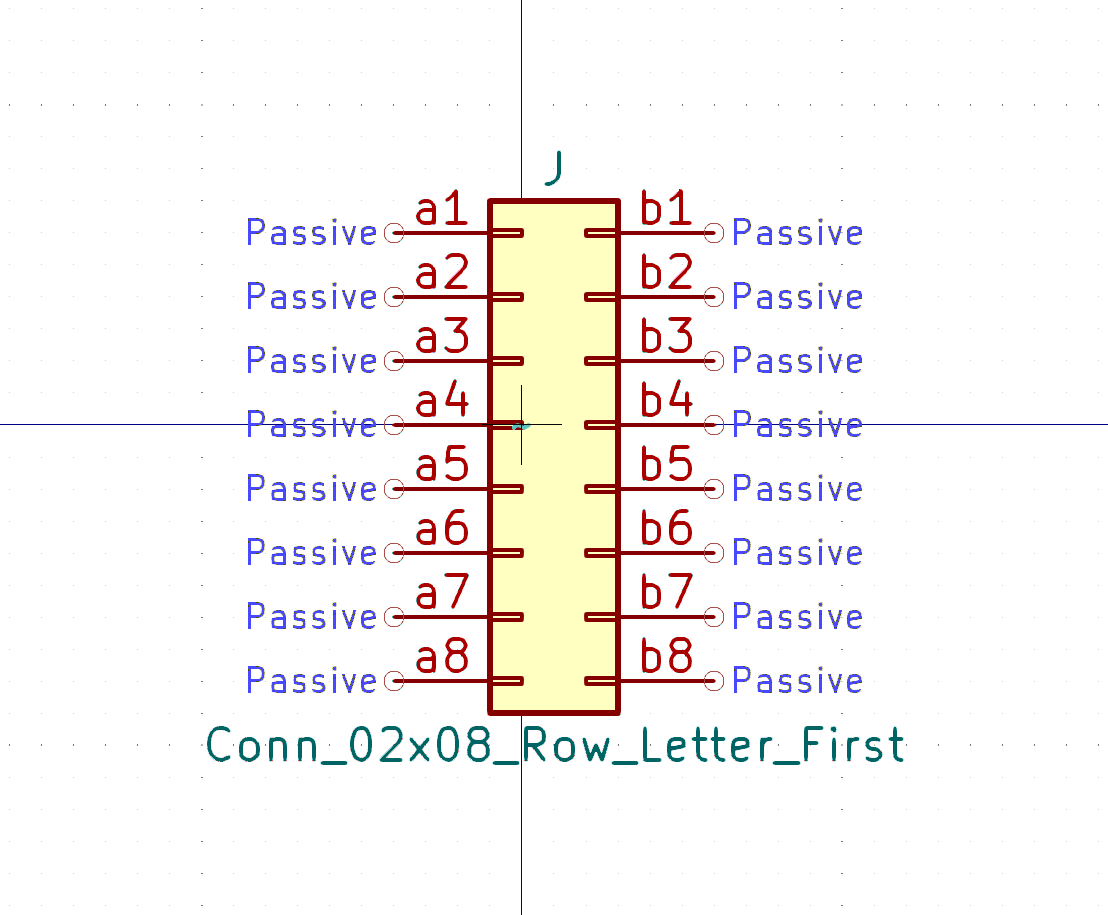 J
Passive a1 b1 Passive
Passive a2 b2 Passive
Passive a3 b3 Passive
Passive a4 b4 Passive
Passive a5 b5 Passive
Passive a6 b6 Passive
Passive a7 b7 Passive
Passive a8 b8 Passive
Conn_02x08_Row_Letter_First